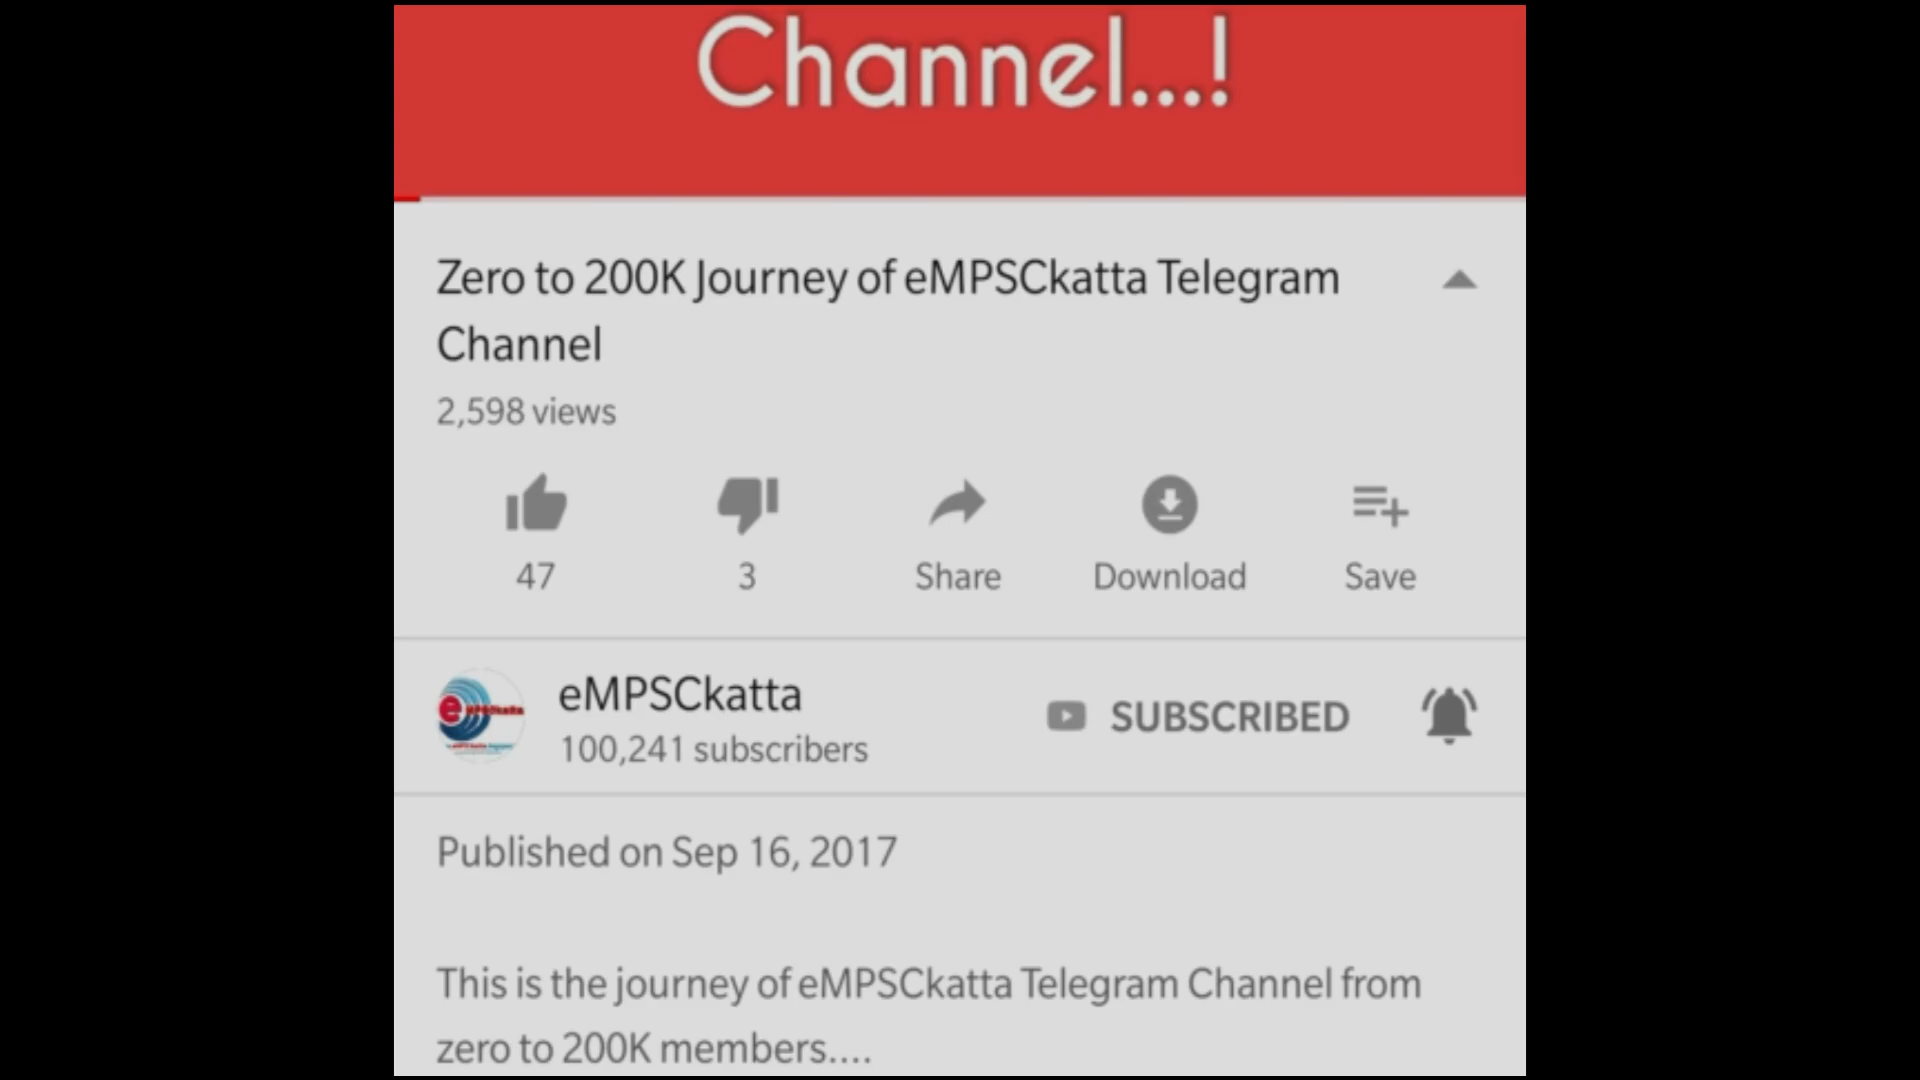 Channel...!
Zero to 200K Journey of eMPSCkatta Telegram
Channel
2,598 views
47
3
Share
Download
Save
eMPSCkatta
100,241 subscribers
SUBSCRIBED
Published on Sep 16, 2017
This is the journey of eMPSCkatta Telegram Channel from
zero to 200K members....